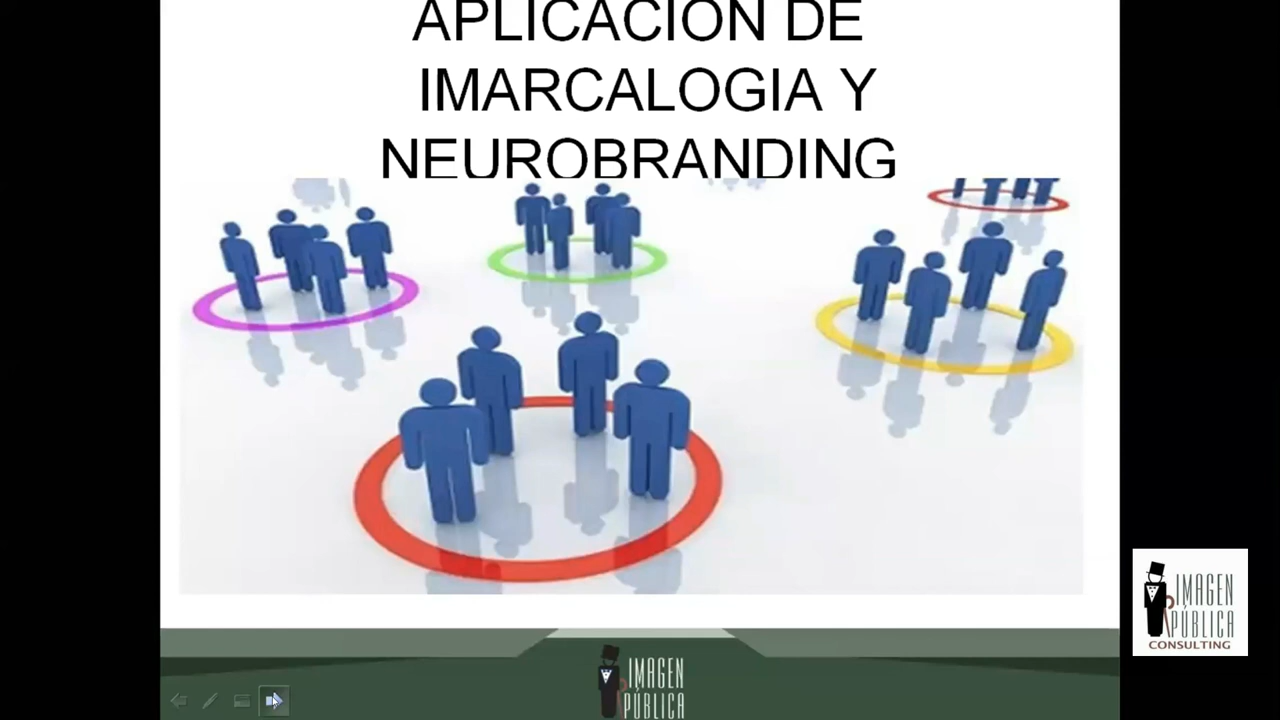 APLICACION DE
IMARCALOGIA Y
NEUROBRANDING
IMAGEN
PÚBLICA
CONSULTING
IMAGEN
PÚBLICA